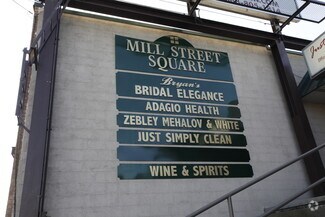 MILL STREET
SQUARE
Bryan's
BRIDAL ELEGANCE
ADAGIO HEALTH
ZEBLEY MEHALOV & WHITE
JUST SIMPLY CLEAN
WINE & SPIRITS